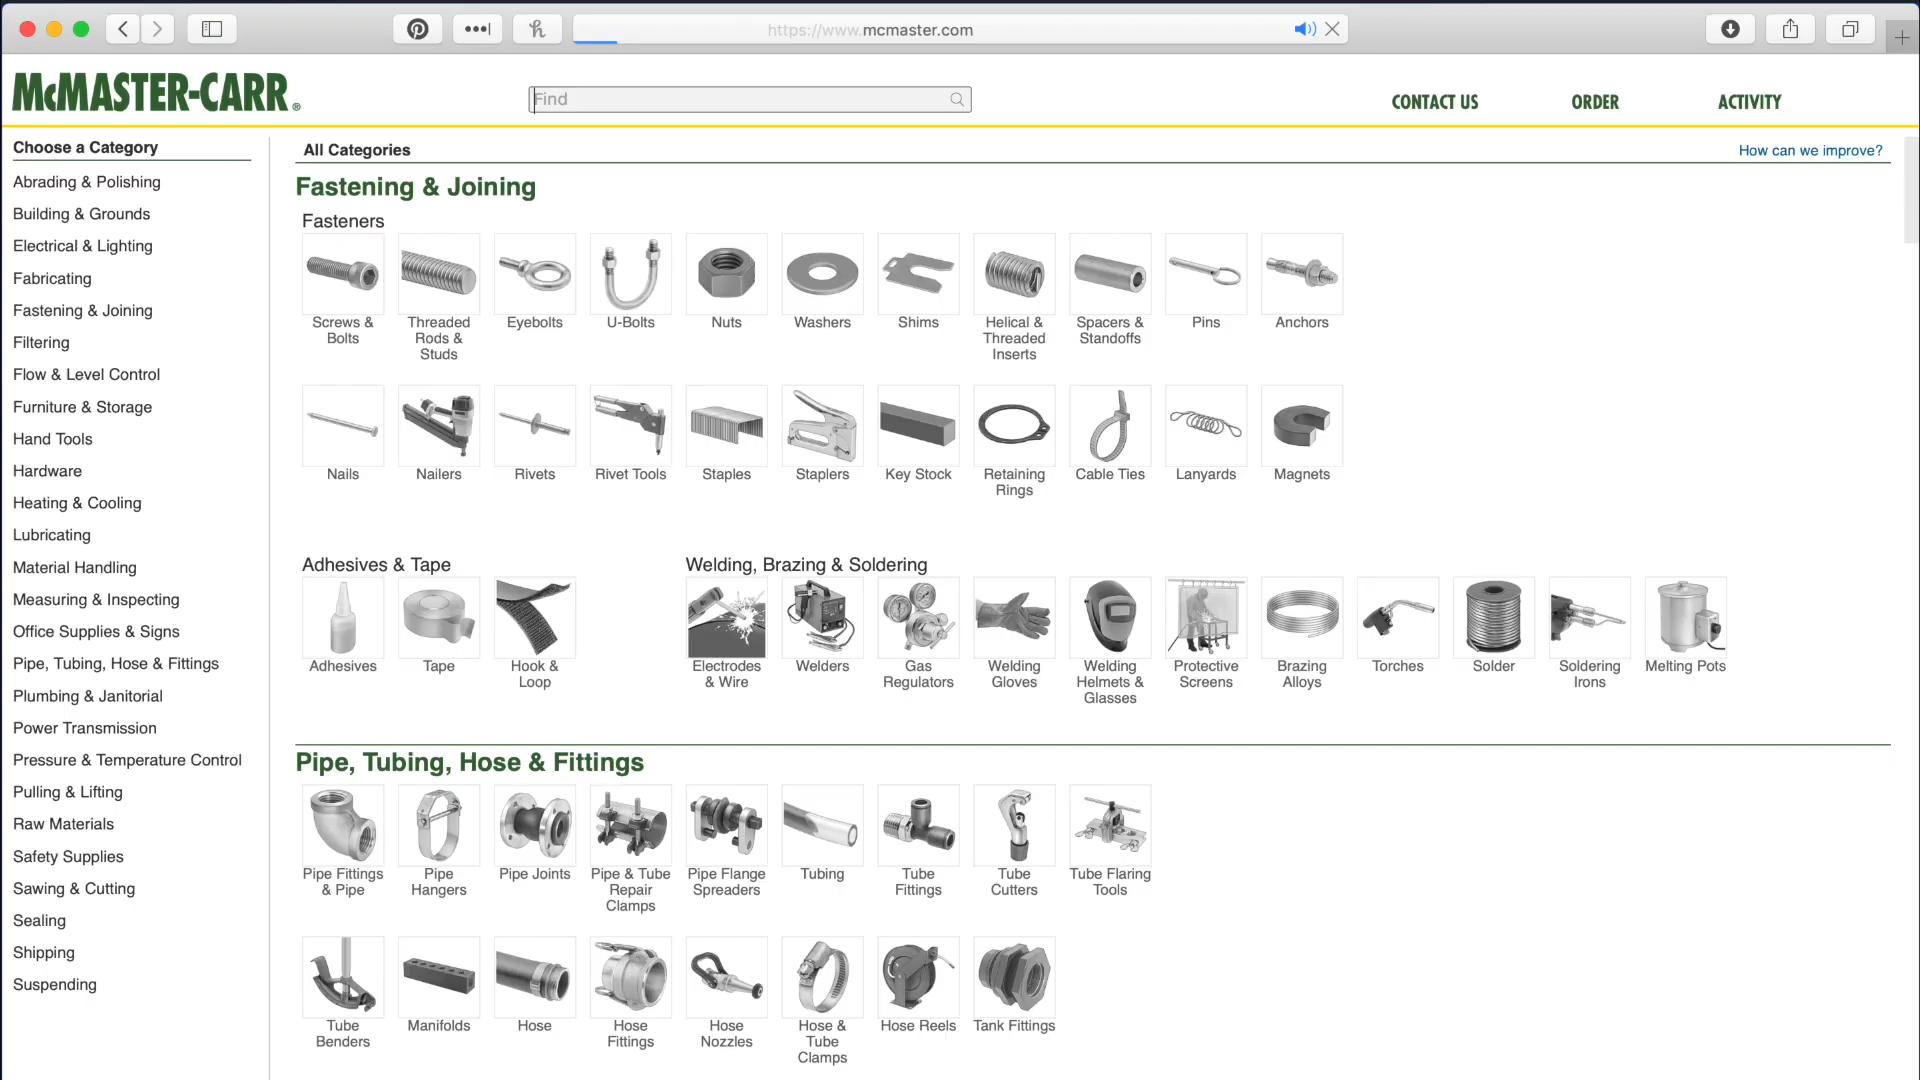 https://www.mcmaster.com
McMASTER-CARR®
Find
CONTACT US
ORDER
ACTIVITY
Choose a Category
Abrading & Polishing
Building & Grounds
Electrical & Lighting
Fabricating
Fastening & Joining
Filtering
Flow & Level Control
Furniture & Storage
Hand Tools
Hardware
Heating & Cooling
Lubricating
Material Handling
Measuring & Inspecting
Office Supplies & Signs
Pipe, Tubing, Hose & Fittings
Plumbing & Janitorial
Power Transmission
Pressure & Temperature Control
Pulling & Lifting
Raw Materials
Safety Supplies
Sawing & Cutting
Sealing
Shipping
Suspending
All Categories
How can we improve?
Fastening & Joining
Fasteners
Screws &
Bolts
Threaded
Rods &
Studs
Eyebolts
U-Bolts
Nuts
Washers
Shims
Helical &
Threaded
Inserts
Spacers &
Standoffs
Pins
Anchors
Nails
Nailers
Rivets
Rivet Tools
Staples
Staplers
Key Stock
Retaining
Rings
Cable Ties
Lanyards
Magnets
Adhesives & Tape
Adhesives
Tape
Hook &
Loop
Welding, Brazing & Soldering
Electrodes
& Wire
Welders
Gas
Regulators
Welding
Gloves
Welding
Helmets &
Glasses
Protective
Screens
Brazing
Alloys
Torches
Solder
Soldering
Irons
Melting Pots
Pipe, Tubing, Hose & Fittings
Pipe Fittings
& Pipe
Pipe
Hangers
Pipe Joints
Pipe & Tube
Repair
Clamps
Pipe Flange
Spreaders
Tubing
Tube
Fittings
Tube
Cutters
Tube Flaring
Tools
Tube
Benders
Manifolds
Hose
Hose
Fittings
Hose
Nozzles
Hose &
Tube
Clamps
Hose Reels
Tank Fittings